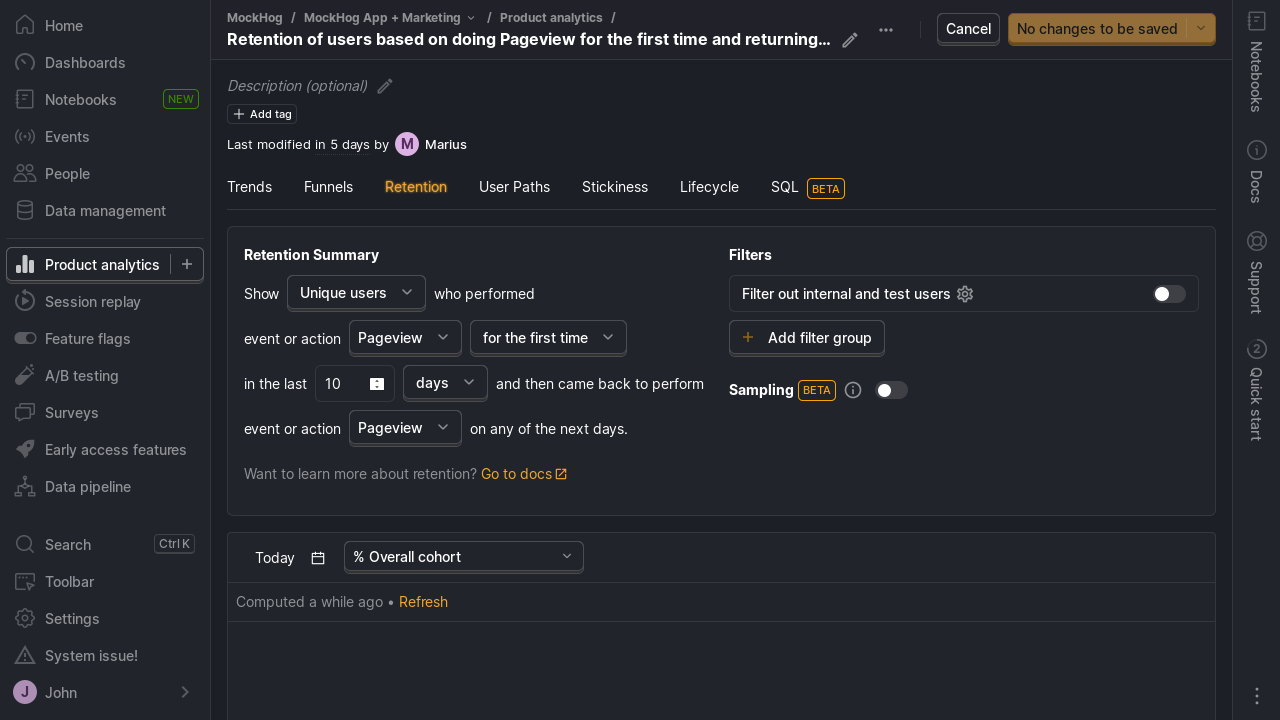 Home
Dashboards
Notebooks NEW
Events
People
Data management
Product analytics
Session replay
Feature flags
A/B testing
Surveys
Early access features
Data pipeline
Search Ctrl K
Toolbar
Settings
System issue!
J John
MockHog / MockHog App + Marketing / Product analytics /
Retention of users based on doing Pageview for the first time and returning...
Cancel
No changes to be saved
Description (optional)
Add tag
Last modified in 5 days by M Marius
Trends Funnels Retention User Paths Stickiness Lifecycle SQL BETA
Retention Summary
Show Unique users who performed
event or action Pageview for the first time
in the last 10 days and then came back to perform
event or action Pageview on any of the next days.
Want to learn more about retention? Go to docs
Filters
Filter out internal and test users
Add filter group
Sampling BETA
Today % Overall cohort
Computed a while ago • Refresh
Notebooks
Docs
Support
2 Quick start